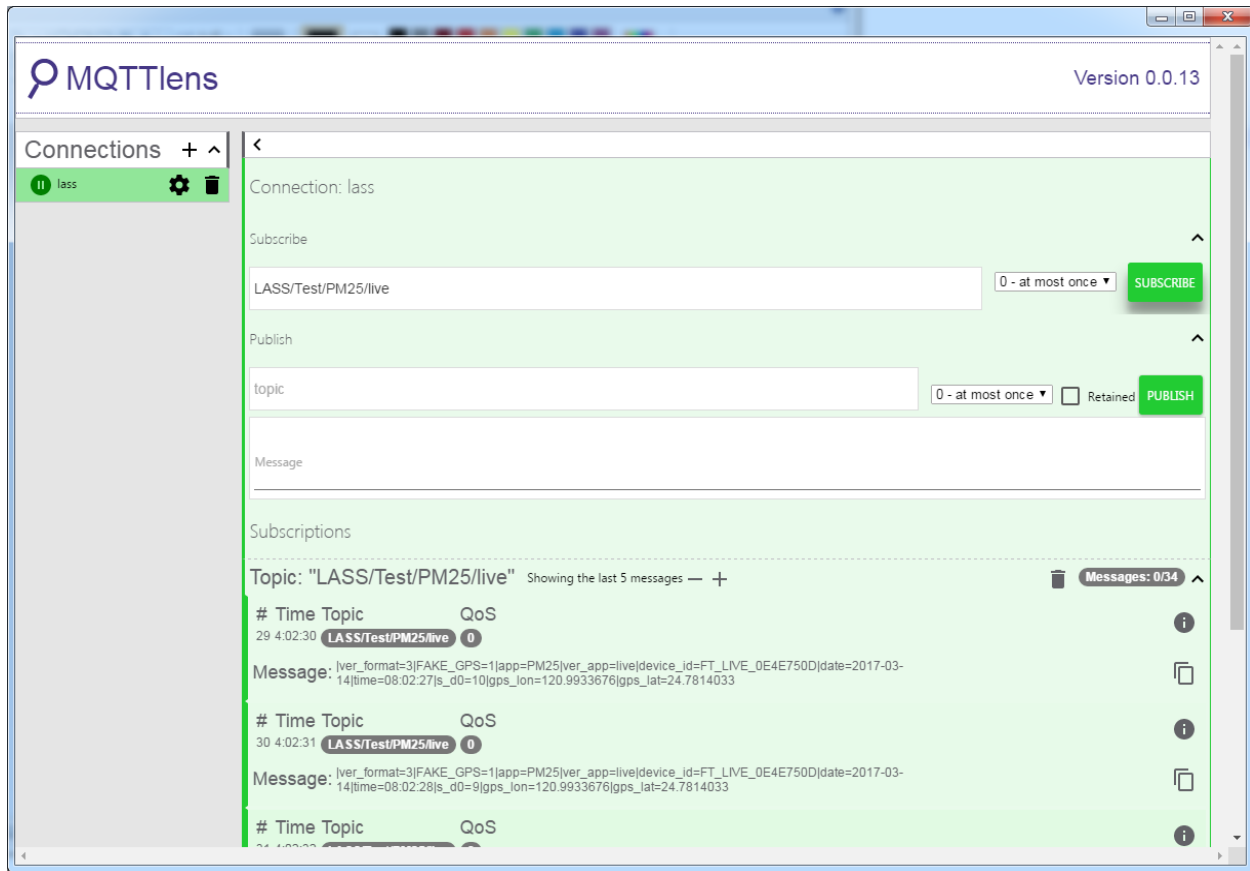 MQTTlens
Version 0.0.13
Connections
lass
Connection: lass
Subscribe
LASS/Test/PM25/live
0 - at most once
SUBSCRIBE
Publish
topic
0 - at most once
Retained
PUBLISH
Message
Subscriptions
Topic: "LASS/Test/PM25/live" Showing the last 5 messages — +
Messages: 0/34
# Time Topic QoS
29 4:02:30 LASS/Test/PM25/live 0
Message: |ver_format=3|FAKE_GPS=1|app=PM25|ver_app=live|device_id=FT_LIVE_0E4E750D|date=2017-03-
14|time=08:02:27|s_d0=10|gps_lon=120.9933676|gps_lat=24.7814033
# Time Topic QoS
30 4:02:31 LASS/Test/PM25/live 0
Message: |ver_format=3|FAKE_GPS=1|app=PM25|ver_app=live|device_id=FT_LIVE_0E4E750D|date=2017-03-
14|time=08:02:28|s_d0=9|gps_lon=120.9933676|gps_lat=24.7814033
# Time Topic QoS